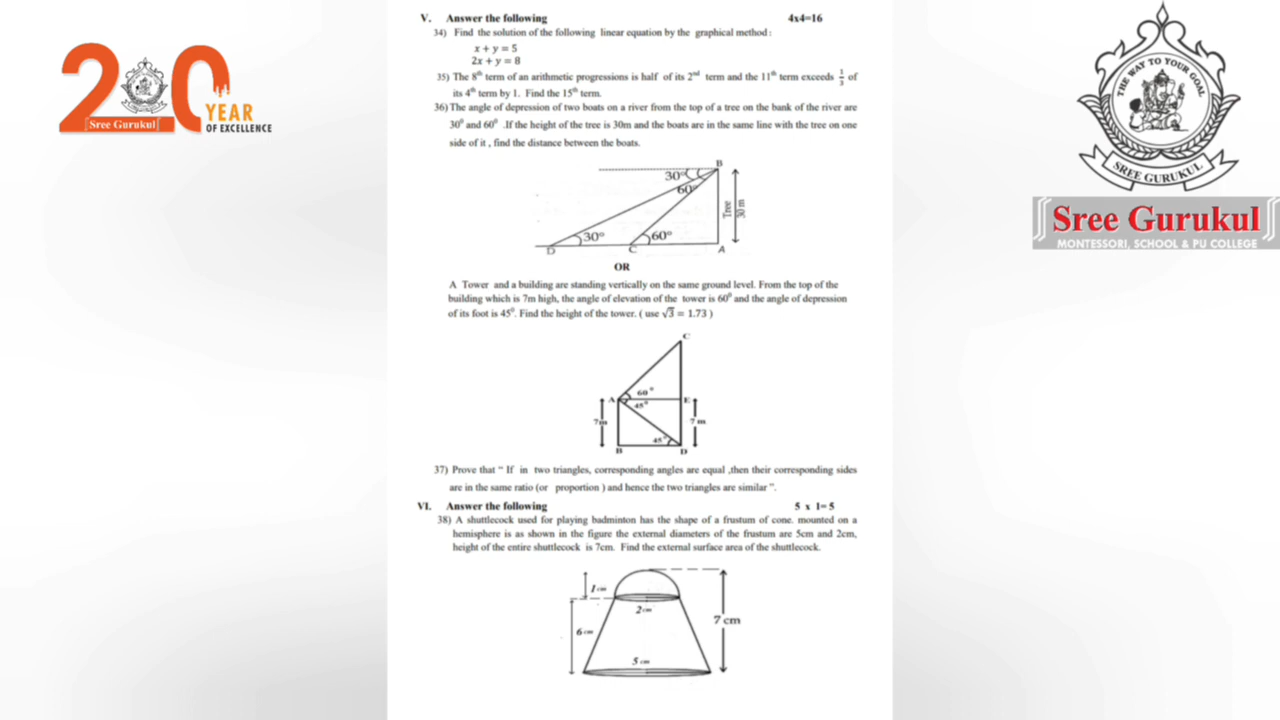 V. Answer the following 4x4=16
34) Find the solution of the following linear equation by the graphical method :
x + y = 5
2x + y = 8
35) The 8th term of an arithmetic progressions is half of its 2nd term and the 11th term exceeds 1/3 of
its 4th term by 1. Find the 15th term.
36) The angle of depression of two boats on a river from the top of a tree on the bank of the river are
30⁰ and 60⁰ .If the height of the tree is 30m and the boats are in the same line with the tree on one
side of it , find the distance between the boats.
B
30°
60°
Tree
30 m
30°
60°
D
C
A
OR
A Tower and a building are standing vertically on the same ground level. From the top of the
building which is 7m high, the angle of elevation of the tower is 60⁰ and the angle of depression
of its foot is 45⁰. Find the height of the tower. ( use √3 = 1.73 )
C
60°
A
E
45°
7m
7 m
45°
B
D
37) Prove that " If in two triangles, corresponding angles are equal ,then their corresponding sides
are in the same ratio (or proportion ) and hence the two triangles are similar ".
VI. Answer the following 5 x 1=5
38) A shuttlecock used for playing badminton has the shape of a frustum of cone. mounted on a
hemisphere is as shown in the figure the external diameters of the frustum are 5cm and 2cm,
height of the entire shuttlecock is 7cm. Find the external surface area of the shuttlecock.
1cm
2cm
7 cm
6cm
5cm
200 YEAR
OF EXCELLENCE
Sree Gurukul
THE WAY TO YOUR GOAL
SREE GURUKUL
Sree Gurukul
MONTESSORI, SCHOOL & PU COLLEGE